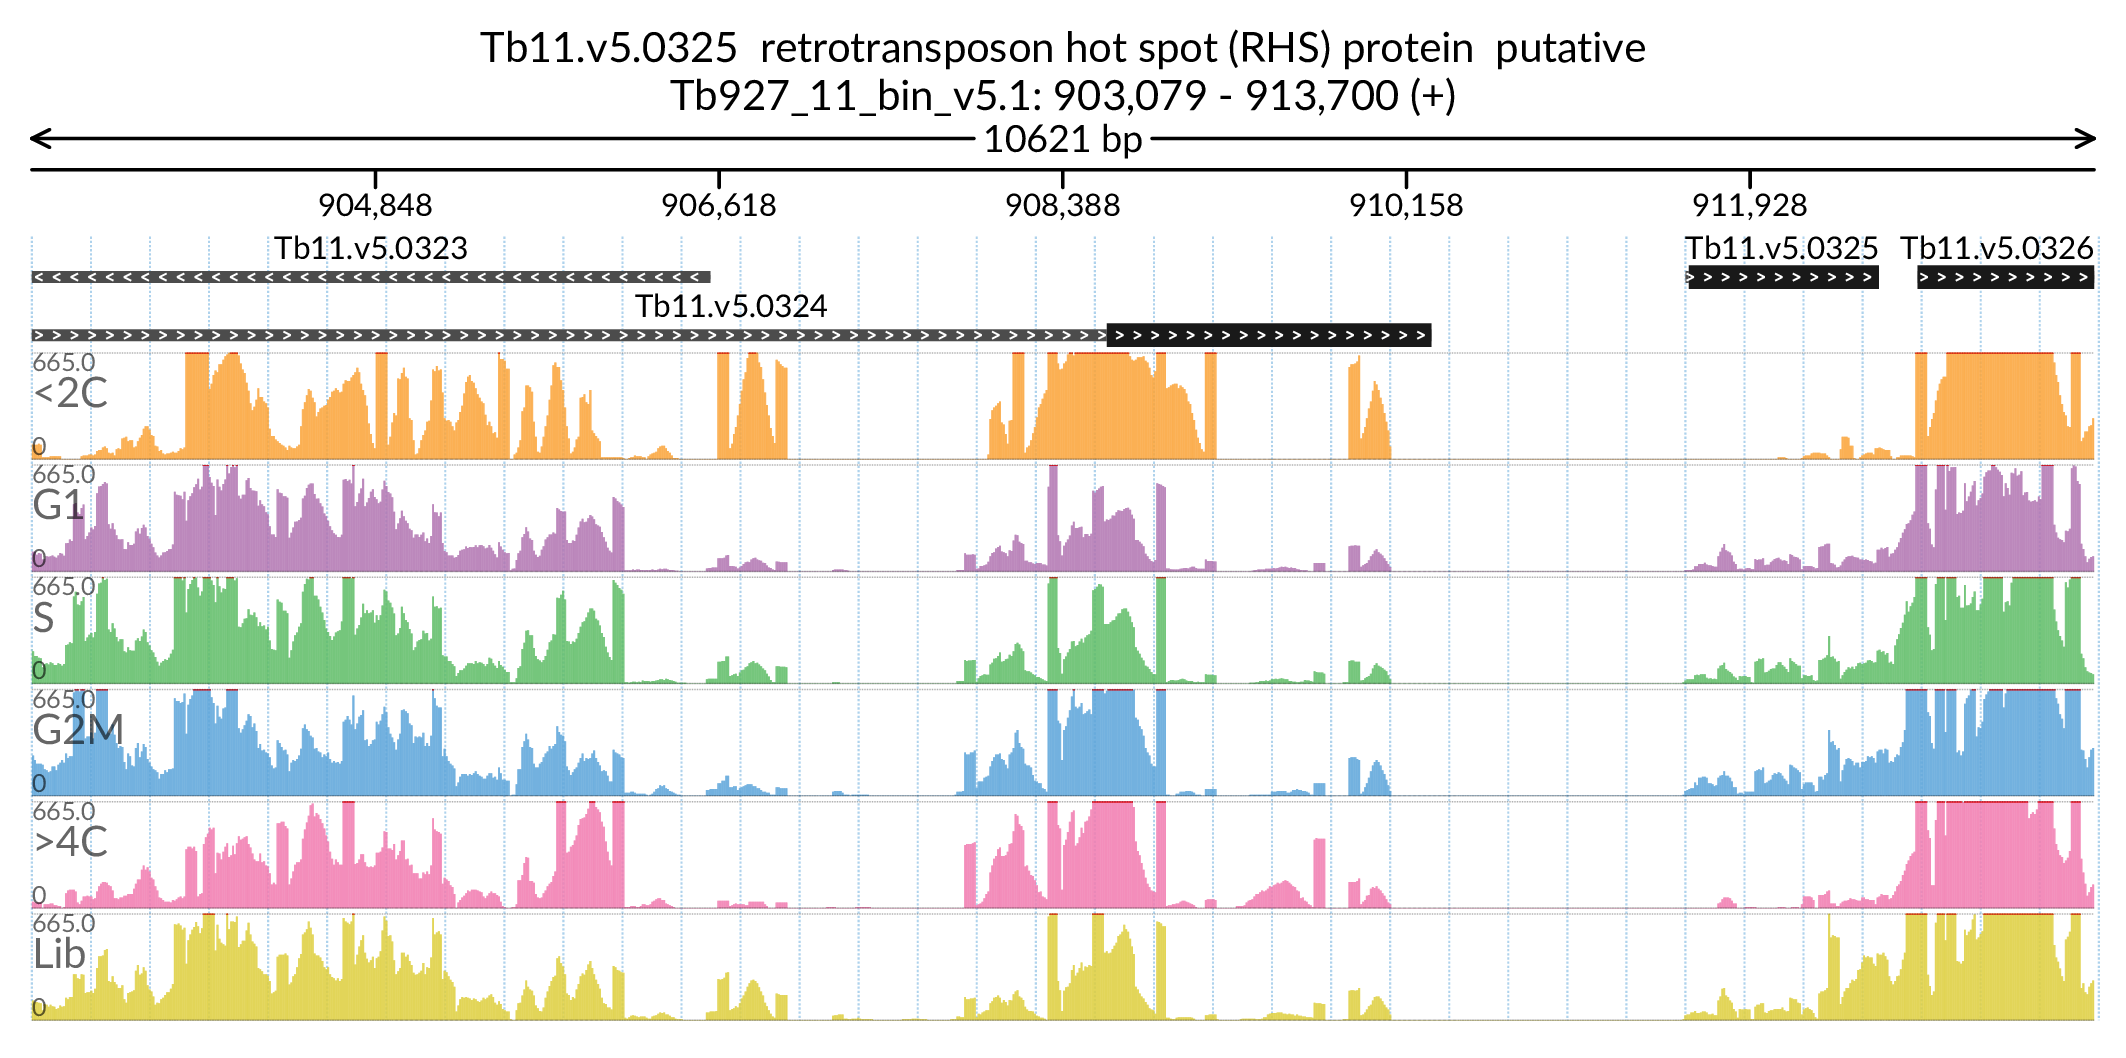 Tb11.v5.0325  retrotransposon hot spot (RHS) protein  putative
Tb927_11_bin_v5.1: 903,079 - 913,700 (+)
10621 bp
904,848 906,618 908,388 910,158 911,928
Tb11.v5.0323 Tb11.v5.0325 Tb11.v5.0326
Tb11.v5.0324
665.0
<2C
0
665.0
G1
0
665.0
S
0
665.0
G2M
0
665.0
>4C
0
665.0
Lib
0